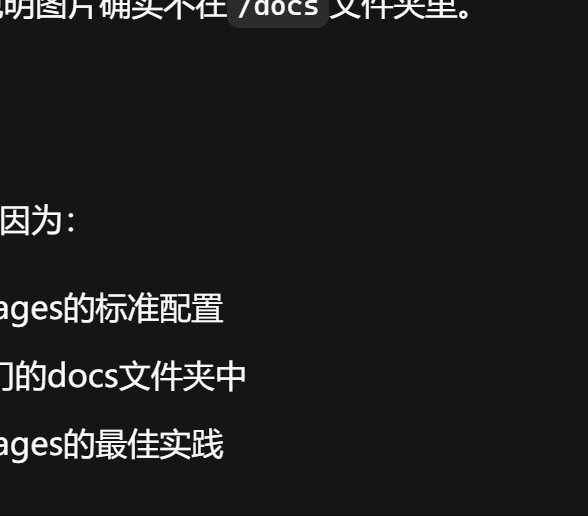 明图片确实不在 /docs 文件夹里。
因为：
ages的标准配置
们的docs文件夹中
ages的最佳实践